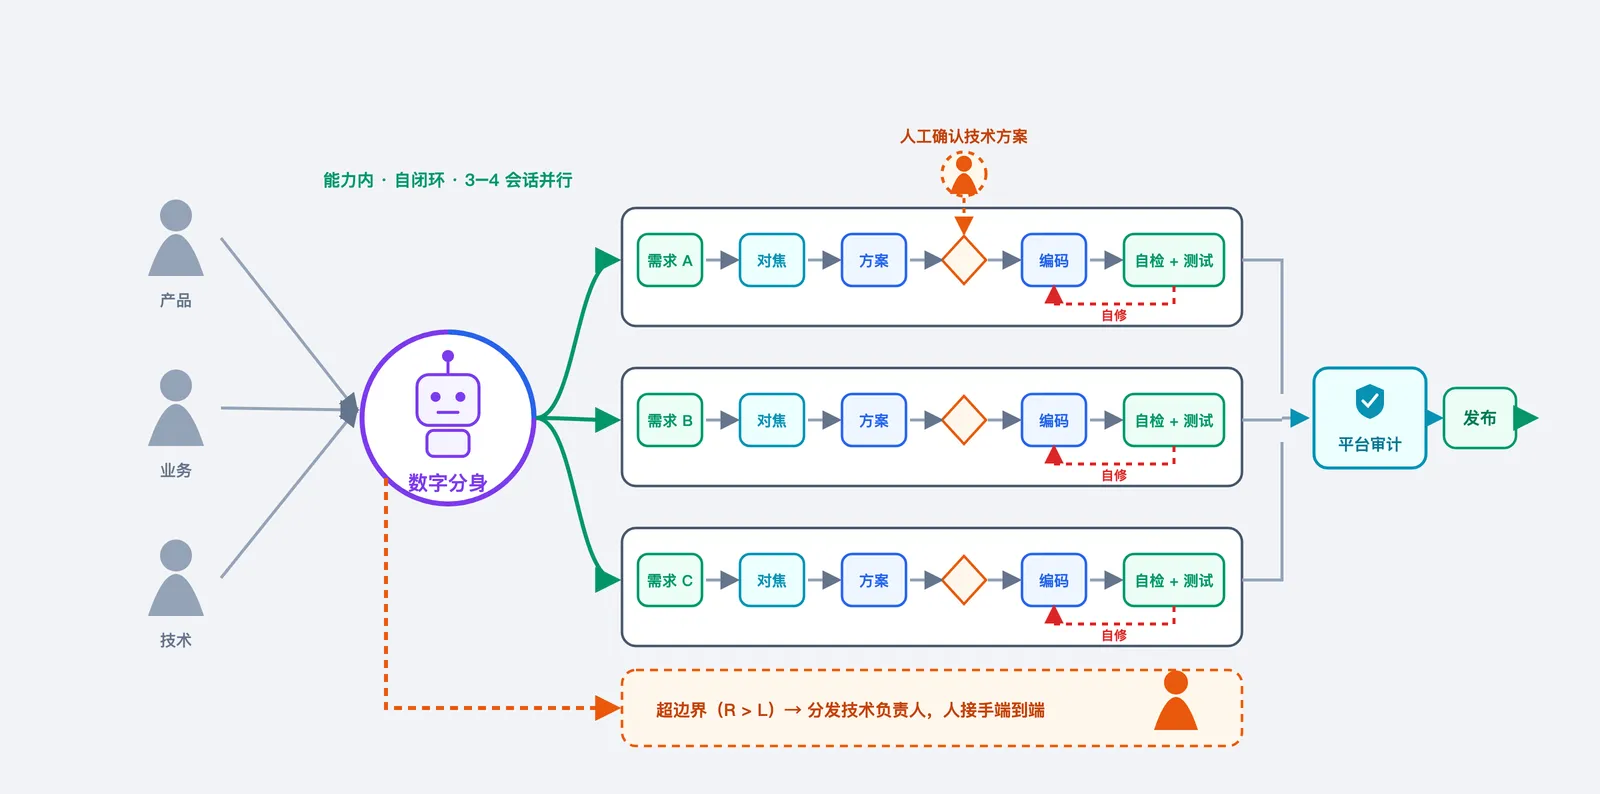 人工确认技术方案
能力内 · 自闭环 · 3—4 会话并行
产品
业务
技术
数字分身
需求 A
对焦
方案
编码
自检 + 测试
自修
需求 B
对焦
方案
编码
自检 + 测试
自修
需求 C
对焦
方案
编码
自检 + 测试
自修
平台审计
发布
超边界（R > L）→ 分发技术负责人，人接手端到端